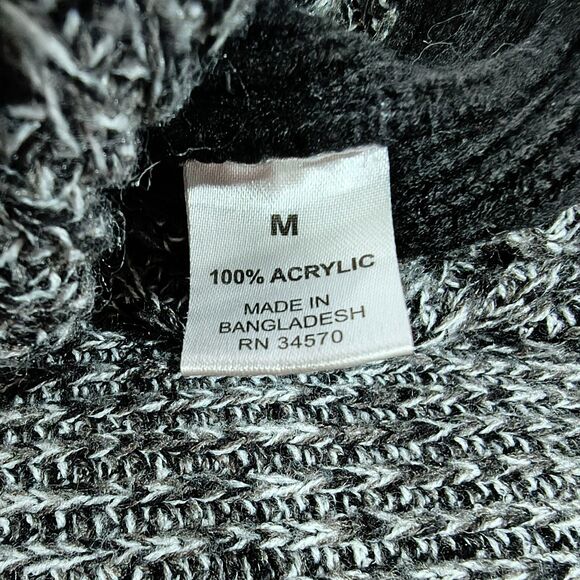 M
100% ACRYLIC
MADE IN
BANGLADESH
RN 34570